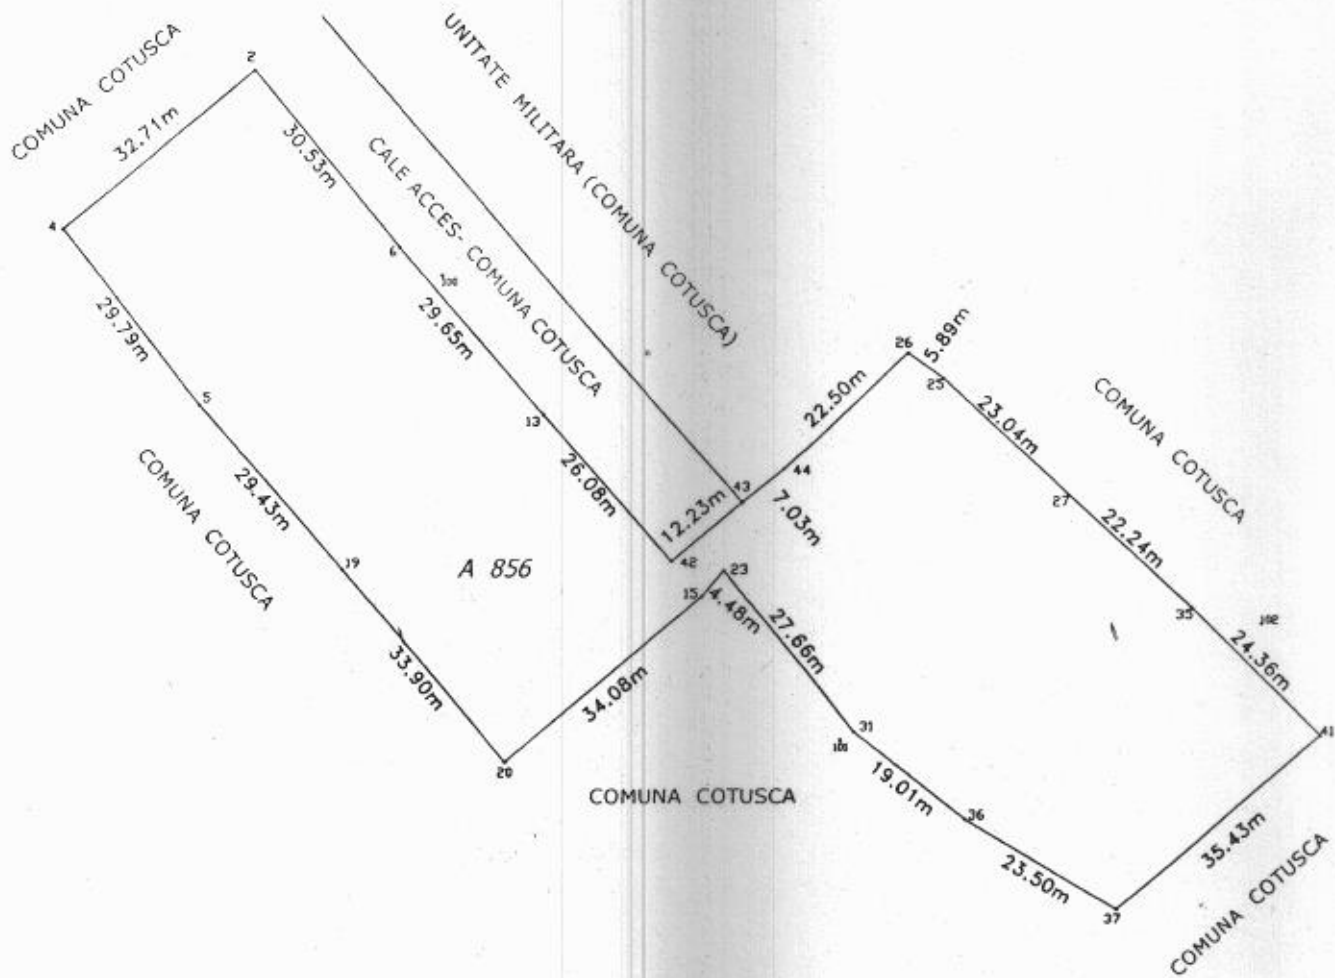 COMUNA COTUSCA
2
UNITATE MILITARA (COMUNA COTUSCA)
32.71m
30.53m
CALE ACCES- COMUNA COTUSCA
4
6
100
29.79m
29.65m
26
5.89m
25
22.50m
COMUNA COTUSCA
5
13
23.04m
COMUNA COTUSCA
29.43m
26.08m
44
43
12.23m
7.03m
27
22.24m
19
A 856
42
23
15
4.48m
27.66m
35
102
24.36m
33.90m
34.08m
31
101
41
20
COMUNA COTUSCA
19.01m
36
35.43m
23.50m
37
COMUNA COTUSCA